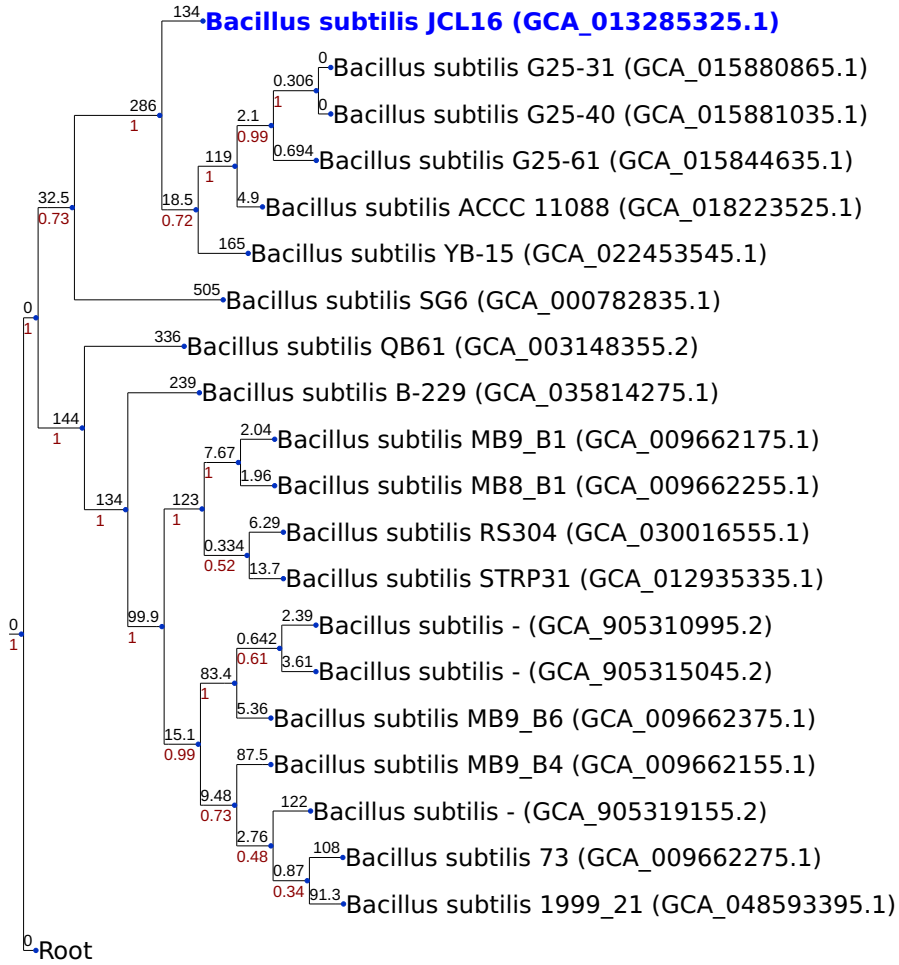 134
Bacillus subtilis JCL16 (GCA_013285325.1)
0
Bacillus subtilis G25-31 (GCA_015880865.1)
0.306
1
286
1
0
Bacillus subtilis G25-40 (GCA_015881035.1)
2.1
0.99
0.694
Bacillus subtilis G25-61 (GCA_015844635.1)
119
1
32.5
0.73
18.5
0.72
4.9
Bacillus subtilis ACCC 11088 (GCA_018223525.1)
165
Bacillus subtilis YB-15 (GCA_022453545.1)
505
Bacillus subtilis SG6 (GCA_000782835.1)
0
1
336
Bacillus subtilis QB61 (GCA_003148355.2)
239
Bacillus subtilis B-229 (GCA_035814275.1)
144
1
2.04
Bacillus subtilis MB9_B1 (GCA_009662175.1)
7.67
1
1.96
Bacillus subtilis MB8_B1 (GCA_009662255.1)
134
1
123
1
6.29
Bacillus subtilis RS304 (GCA_030016555.1)
0.334
0.52
13.7
Bacillus subtilis STRP31 (GCA_012935335.1)
99.9
1
2.39
Bacillus subtilis - (GCA_905310995.2)
0
1
0.642
0.61
3.61
Bacillus subtilis - (GCA_905315045.2)
83.4
1
5.36
Bacillus subtilis MB9_B6 (GCA_009662375.1)
15.1
0.99
87.5
Bacillus subtilis MB9_B4 (GCA_009662155.1)
9.48
0.73
122
Bacillus subtilis - (GCA_905319155.2)
2.76
0.48
108
Bacillus subtilis 73 (GCA_009662275.1)
0.87
0.34
91.3
Bacillus subtilis 1999_21 (GCA_048593395.1)
0
Root